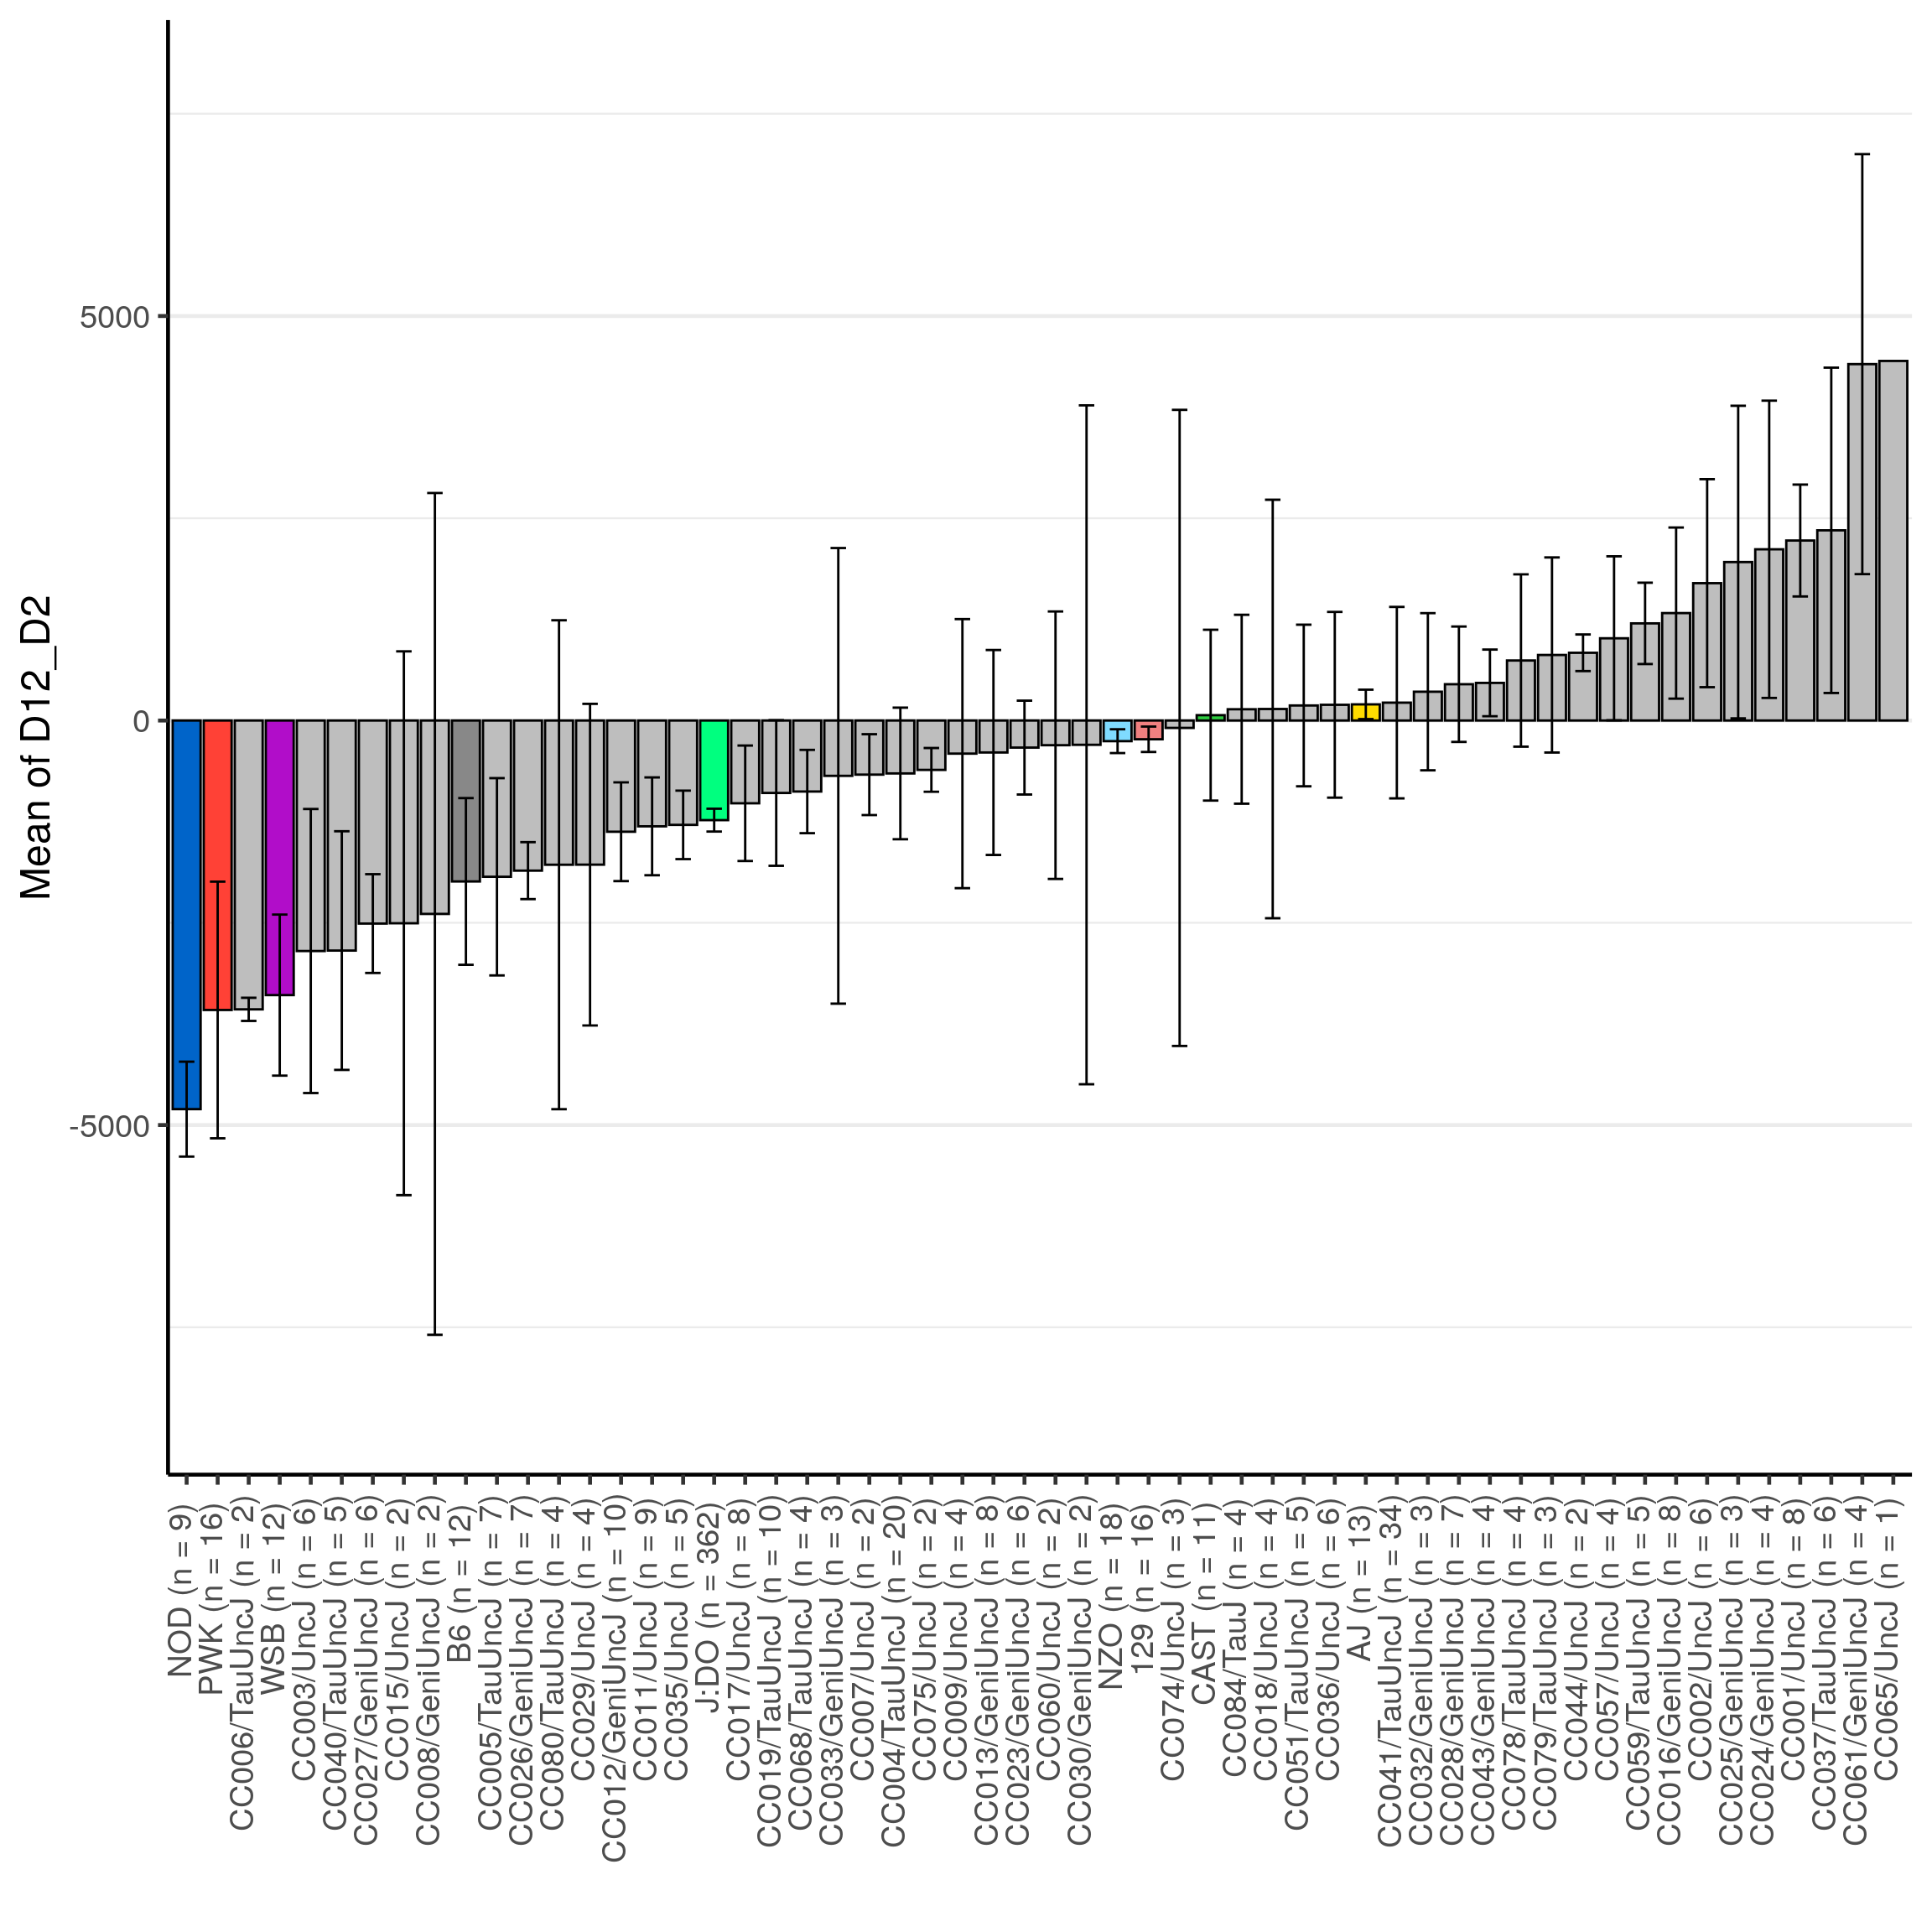 Mean of D12_D2
5000
0
-5000
NOD (n = 9)
PWK (n = 16)
CC006/TauUncJ (n = 2)
WSB (n = 12)
CC003/UncJ (n = 6)
CC040/TauUncJ (n = 5)
CC027/GeniUncJ (n = 6)
CC015/UncJ (n = 2)
CC008/GeniUncJ (n = 2)
B6 (n = 12)
CC005/TauUncJ (n = 7)
CC026/GeniUncJ (n = 7)
CC080/TauUncJ (n = 4)
CC029/UncJ (n = 4)
CC012/GeniUncJ (n = 10)
CC011/UncJ (n = 9)
CC035/UncJ (n = 5)
J:DO (n = 362)
CC017/UncJ (n = 8)
CC019/TauUncJ (n = 10)
CC068/TauUncJ (n = 4)
CC033/GeniUncJ (n = 3)
CC007/UncJ (n = 2)
CC004/TauUncJ (n = 20)
CC075/UncJ (n = 2)
CC009/UncJ (n = 4)
CC013/GeniUncJ (n = 8)
CC023/GeniUncJ (n = 6)
CC060/UncJ (n = 2)
CC030/GeniUncJ (n = 2)
NZO (n = 18)
129 (n = 16)
CC074/UncJ (n = 3)
CAST (n = 11)
CC084/TauJ (n = 4)
CC018/UncJ (n = 4)
CC051/TauUncJ (n = 5)
CC036/UncJ (n = 6)
AJ (n = 13)
CC041/TauUncJ (n = 34)
CC032/GeniUncJ (n = 3)
CC028/GeniUncJ (n = 7)
CC043/GeniUncJ (n = 4)
CC078/TauUncJ (n = 4)
CC079/TauUncJ (n = 3)
CC044/UncJ (n = 2)
CC057/UncJ (n = 4)
CC059/TauUncJ (n = 5)
CC016/GeniUncJ (n = 8)
CC002/UncJ (n = 6)
CC025/GeniUncJ (n = 3)
CC024/GeniUncJ (n = 4)
CC001/UncJ (n = 8)
CC037/TauUncJ (n = 6)
CC061/GeniUncJ (n = 4)
CC065/UncJ (n = 1)